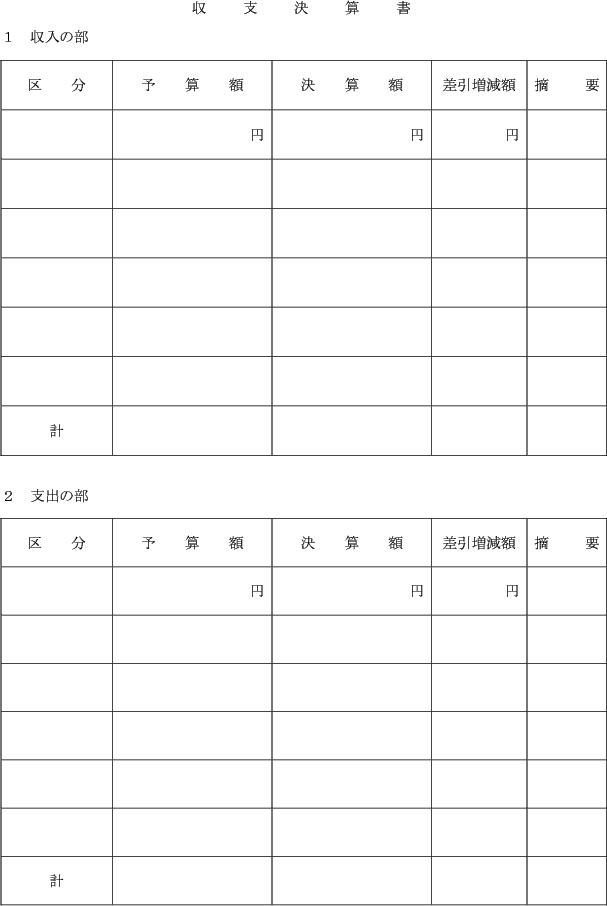 収　支　決　算　書
１　収入の部
区　分　予　算　額　決　算　額　差引増減額　摘　要
円　円　円
計
２　支出の部
区　分　予　算　額　決　算　額　差引増減額　摘　要
円　円　円
計